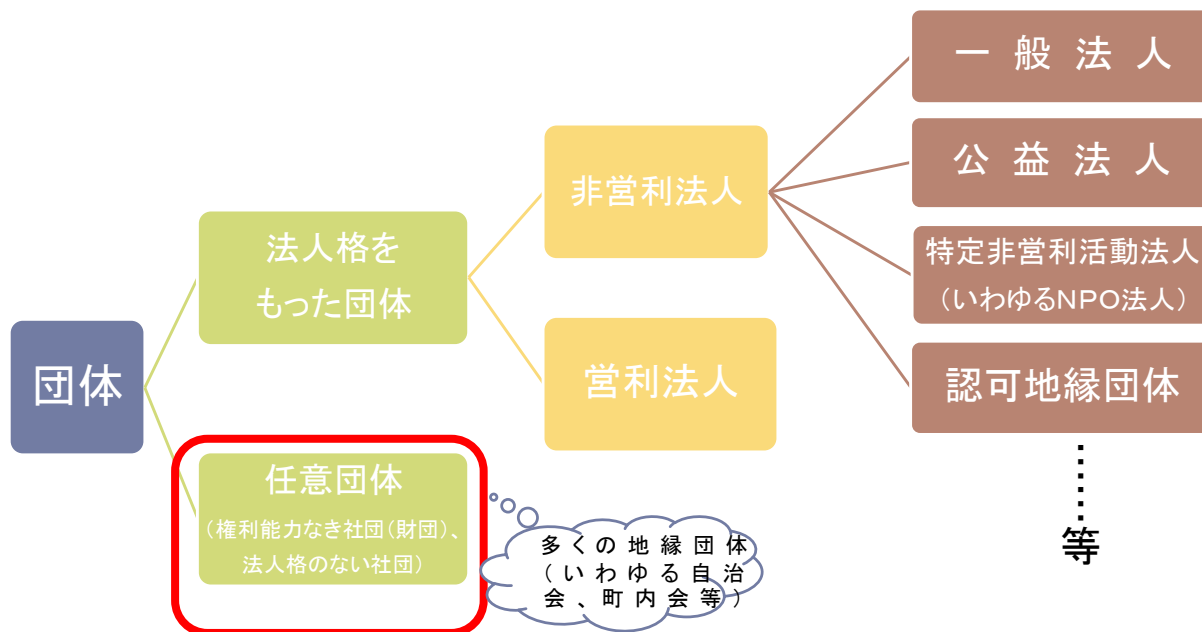 団体
法人格を
もった団体
任意団体
(権利能力なき社団(財団)、
法人格のない社団)
多くの地縁団体
(いわゆる自治
会、町内会等)
非営利法人
営利法人
一般法人
公益法人
特定非営利活動法人
(いわゆるNPO法人)
認可地縁団体
……
等